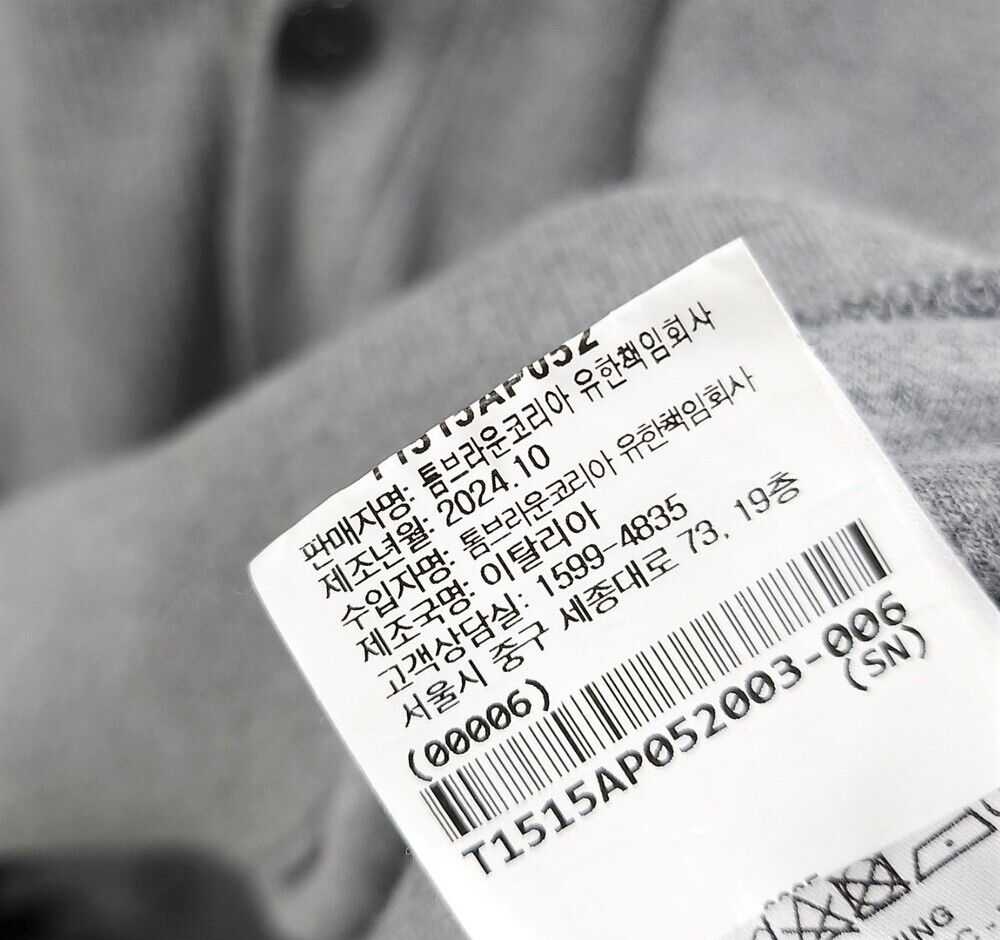 T1515AP052
판매자명: 톰브라운코리아 유한책임회사
제조년월: 2024.10
수입자명: 톰브라운코리아 유한책임회사
제조국명: 이탈리아
고객상담실: 1599-4835
서울시 중구 세종대로 73, 19층
(00006)
T1515AP052003-006
(SN)